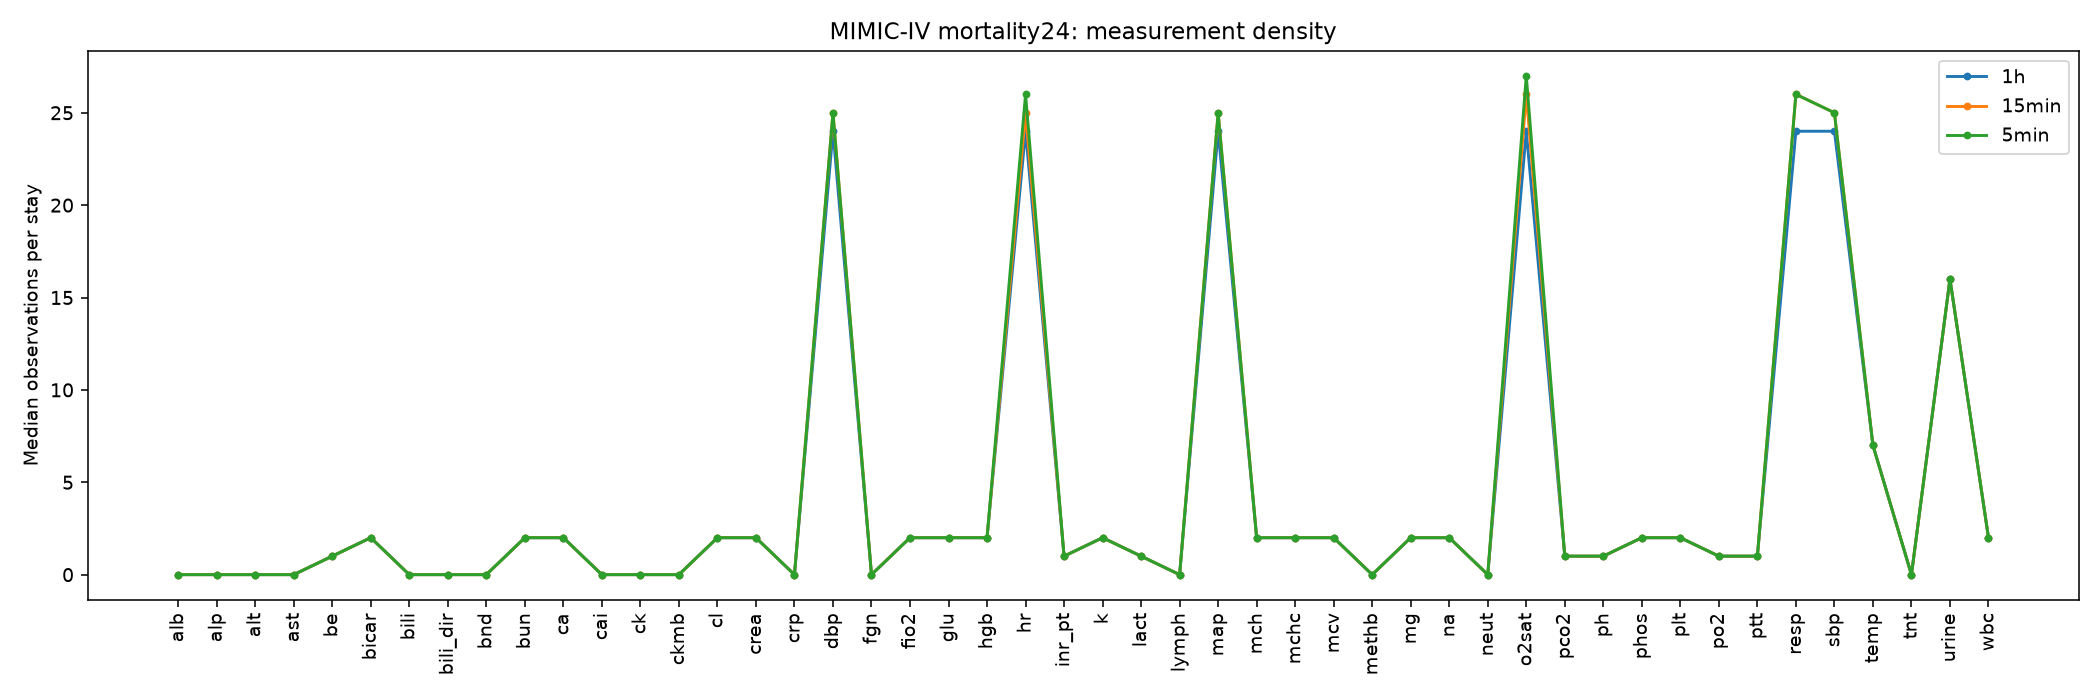 MIMIC-IV mortality24: measurement density
Median observations per stay
25
20
15
10
5
0
1h
15min
5min
alb
alp
alt
ast
be
bicar
bili
bili_dir
bnd
bun
ca
cai
ck
ckmb
cl
crea
crp
dbp
fgn
fio2
glu
hgb
hr
inr_pt
k
lact
lymph
map
mch
mchc
mcv
methb
mg
na
neut
o2sat
pco2
ph
phos
plt
po2
ptt
resp
sbp
temp
tnt
urine
wbc